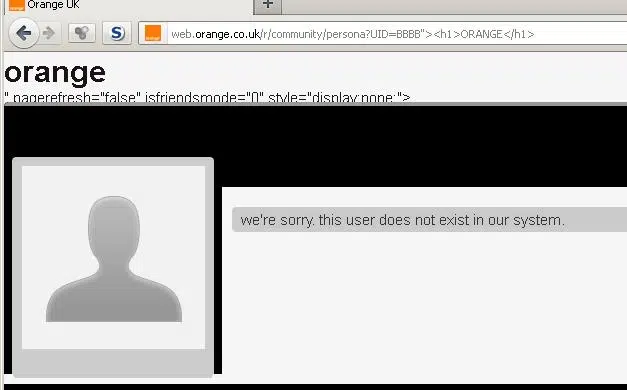 Orange UK
web.orange.co.uk/r/community/persona?UID=BBBB"><h1>ORANGE</h1>
orange
" pagerefresh="false" isfriendsmode="0" style="display:none;">
we're sorry. this user does not exist in our system.